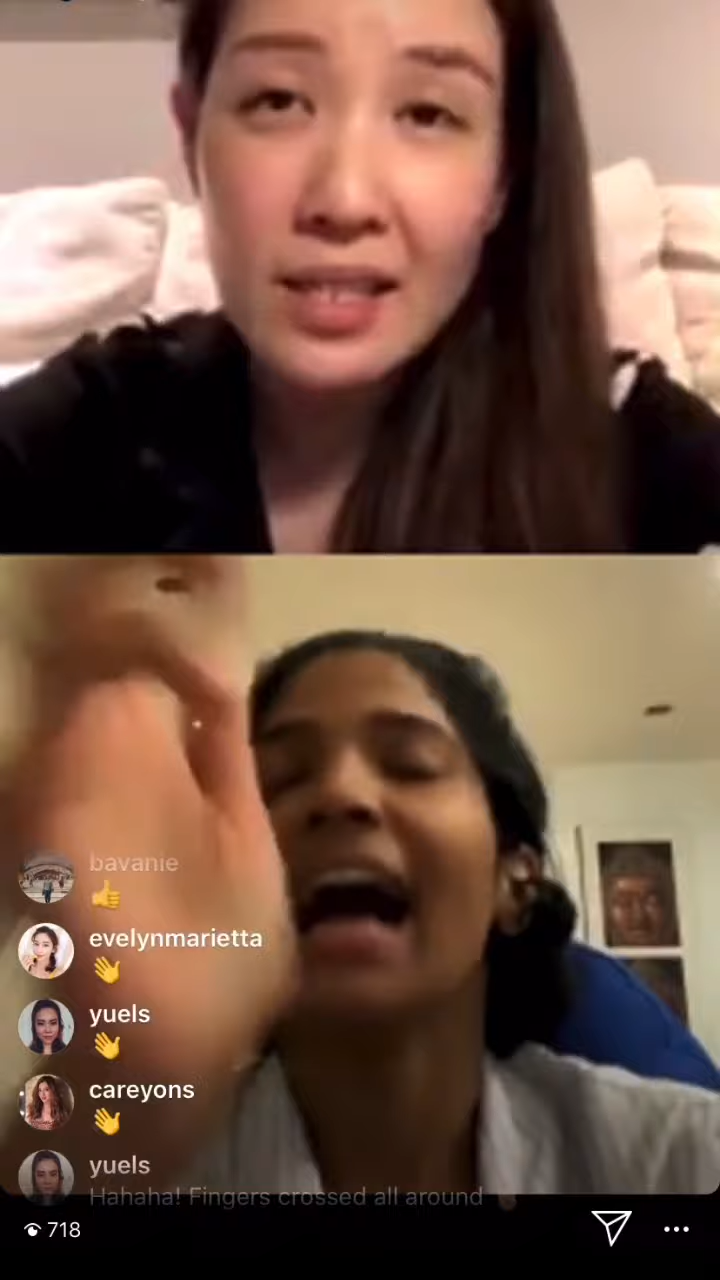 bavanie
👍
evelynmarietta
👋
yuels
👋
careyons
👋
yuels
Hahaha! Fingers crossed all around
718